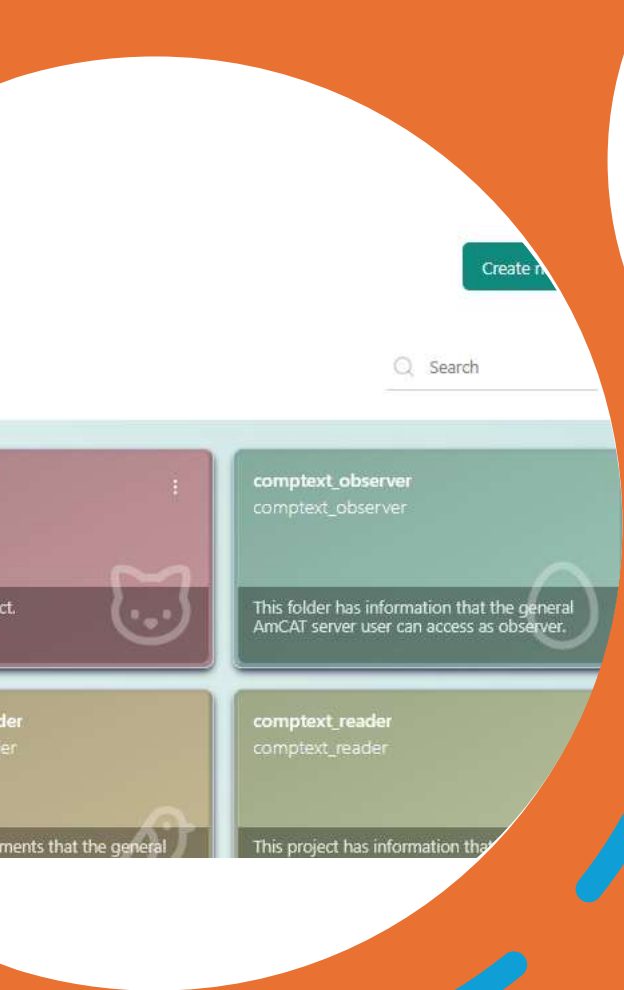 Create
Search
ct.
comptext_observer
comptext_observer
This folder has information that the general
AmCAT server user can access as observer.
der
er
ments that the general
comptext_reader
comptext_reader
This project has information that